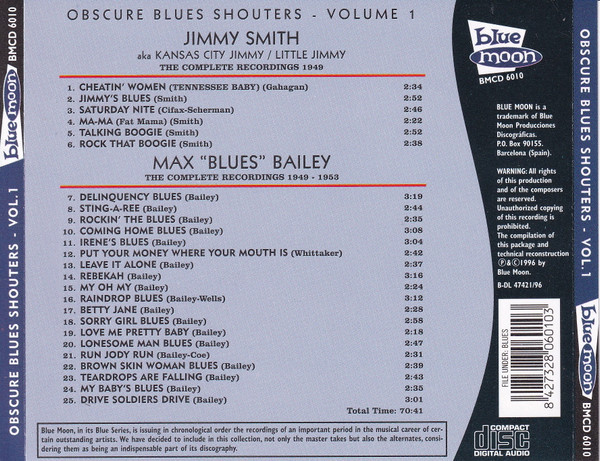 OBSCURE BLUES SHOUTERS - VOLUME 1
JIMMY SMITH
aka KANSAS CITY JIMMY / LITTLE JIMMY
THE COMPLETE RECORDINGS 1949
1. CHEATIN' WOMEN (TENNESSEE BABY) (Gahagan) 2:34
2. JIMMY'S BLUES (Smith) 2:52
3. SATURDAY NITE (Cifax-Scherman) 2:46
4. MA-MA (Fat Mama) (Smith) 2:22
5. TALKING BOOGIE (Smith) 2:52
6. ROCK THAT BOOGIE (Smith) 2:38
MAX "BLUES" BAILEY
THE COMPLETE RECORDINGS 1949 - 1953
7. DELINQUENCY BLUES (Bailey) 3:19
8. STING-A-REE (Bailey) 2:44
9. ROCKIN' THE BLUES (Bailey) 2:35
10. COMING HOME BLUES (Bailey) 3:08
11. IRENE'S BLUES (Bailey) 3:04
12. PUT YOUR MONEY WHERE YOUR MOUTH IS (Whittaker) 2:42
13. LEAVE IT ALONE (Bailey) 2:37
14. REBEKAH (Bailey) 3:16
15. MY OH MY (Bailey) 2:24
16. RAINDROP BLUES (Bailey-Wells) 3:12
17. BETTY JANE (Bailey) 2:28
18. SORRY GIRL BLUES (Bailey) 2:58
19. LOVE ME PRETTY BABY (Bailey) 2:18
20. LONESOME MAN BLUES (Bailey) 2:47
21. RUN JODY RUN (Bailey-Coe) 2:31
22. BROWN SKIN WOMAN BLUES (Bailey) 2:39
23. TEARDROPS ARE FALLING (Bailey) 2:43
24. MY BABY'S BLUES (Bailey) 2:35
25. DRIVE SOLDIERS DRIVE (Bailey) 3:01
Total Time: 70:41
Blue Moon, in its Blue Series, is issuing in chronological order the recordings of an important period in the musical career of cer-
tain outstanding artists. We have decided to include in this collection, not only the master takes but also the alternates, consi-
dering them as being an indispensable part of its discography.
blue
moon
BMCD 6010
BLUE MOON is a
trademark of Blue
Moon Producciones
Discográficas.
P.O. Box 90155.
Barcelona (Spain).
WARNING: All rights
of this production
and of the composers
are reserved.
Unauthorized copying
of this recording is
prohibited.
The compilation of
this package and
technical reconstruction
℗&©1996 by
Blue Moon.
B-DL 47421/96
FILE UNDER: BLUES
8 427328 060103
COMPACT
disc
DIGITAL AUDIO
OBSCURE BLUES SHOUTERS - VOL.1
blue moon
BMCD 6010
OBSCURE BLUES SHOUTERS - VOL.1
blue moon
BMCD 6010